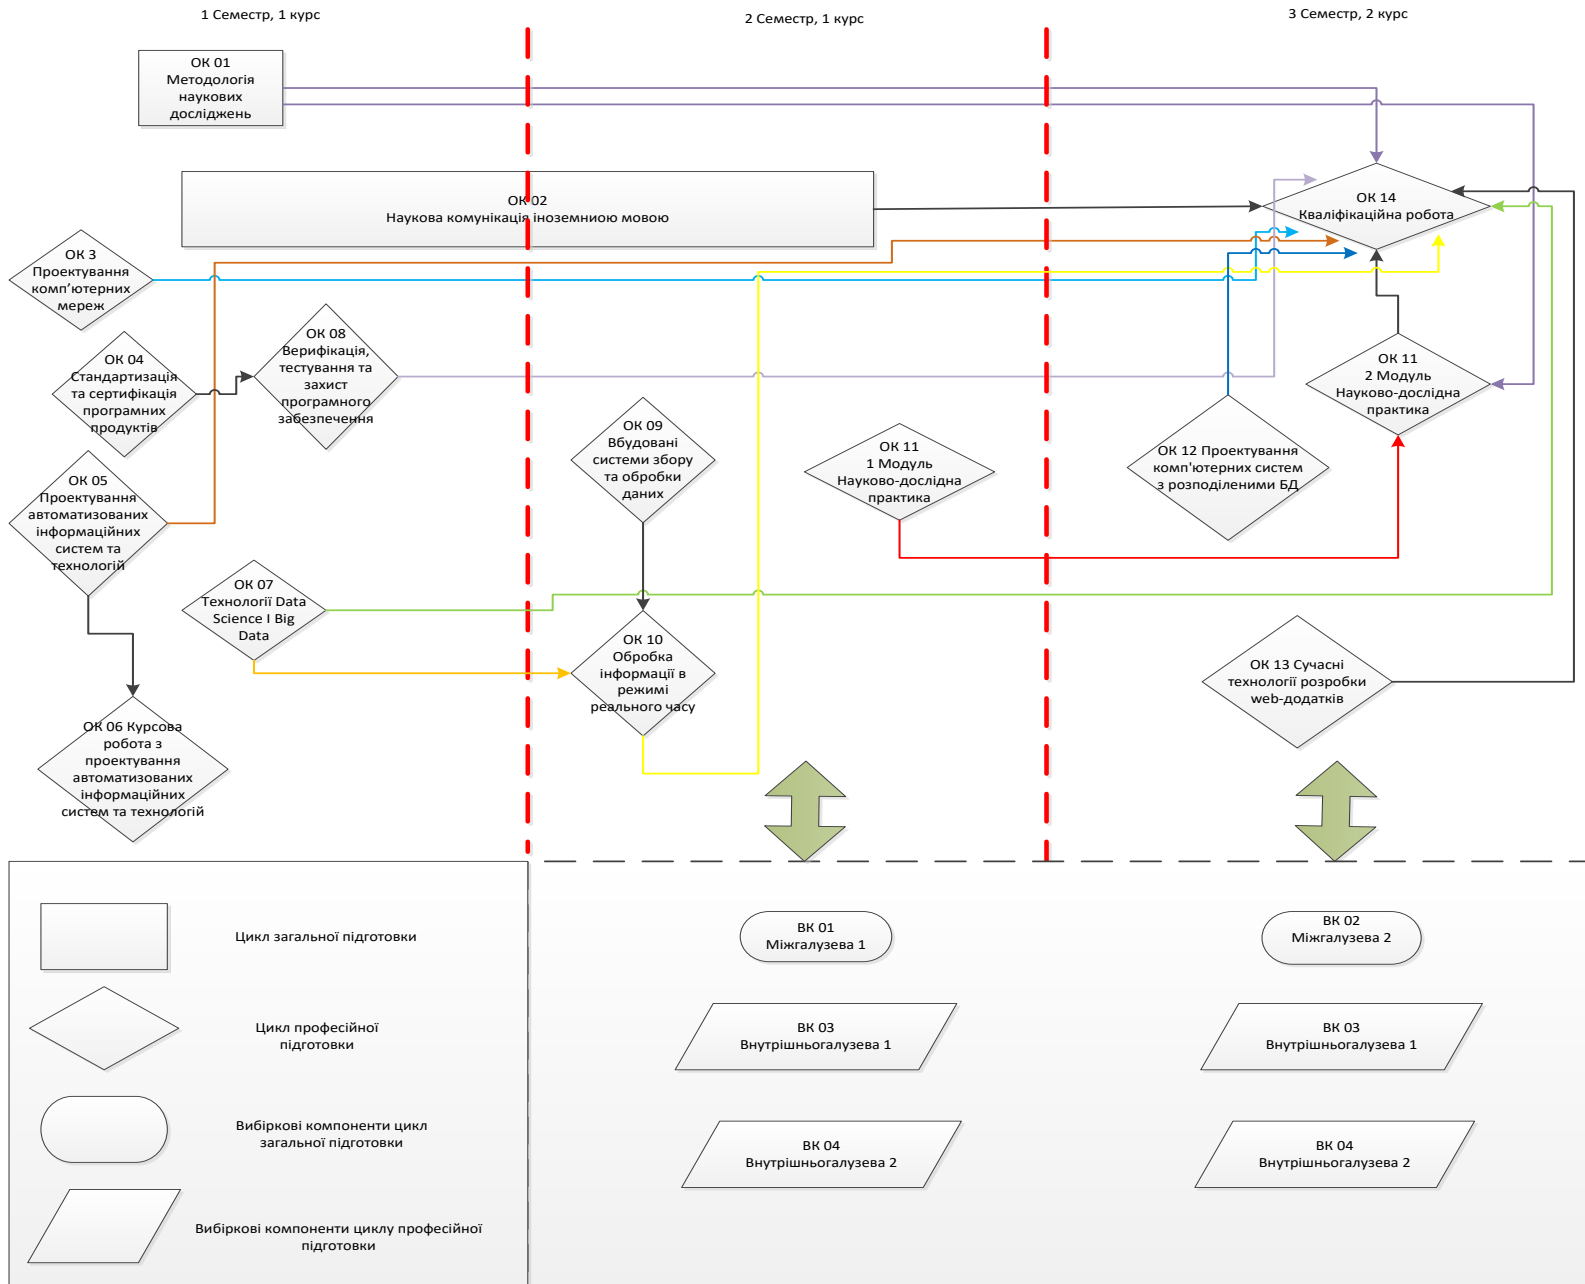 1 Семестр, 1 курс
2 Семестр, 1 курс
3 Семестр, 2 курс
ОК 01
Методологія
наукових
досліджень
ОК 02
Наукова комунікація іноземниою мовою
ОК 14
Кваліфікаційна робота
ОК 3
Проектування
комп’ютерних
мереж
ОК 04
Стандартизація
та сертифікація
програмних
продуктів
ОК 08
Верифікація,
тестування та
захист
програмного
забезпечення
ОК 11
2 Модуль
Науково-дослідна
практика
ОК 09
Вбудовані
системи збору
та обробки
даних
ОК 11
1 Модуль
Науково-дослідна
практика
ОК 12 Проектування
комп'ютерних систем
з розподіленими БД
ОК 05
Проектування
автоматизованих
інформаційних
систем та
технологій
ОК 07
Технології Data
Science І Big
Data
ОК 10
Обробка
інформації в
режимі
реального часу
ОК 13 Сучасні
технології розробки
web-додатків
ОК 06 Курсова
робота з
проектування
автоматизованих
інформаційних
систем та технологій
Цикл загальної підготовки
Цикл професійної
підготовки
Вибіркові компоненти цикл
загальної підготовки
Вибіркові компоненти циклу професійної
підготовки
ВК 01
Міжгалузева 1
ВК 02
Міжгалузева 2
ВК 03
Внутрішньогалузева 1
ВК 03
Внутрішньогалузева 1
ВК 04
Внутрішньогалузева 2
ВК 04
Внутрішньогалузева 2